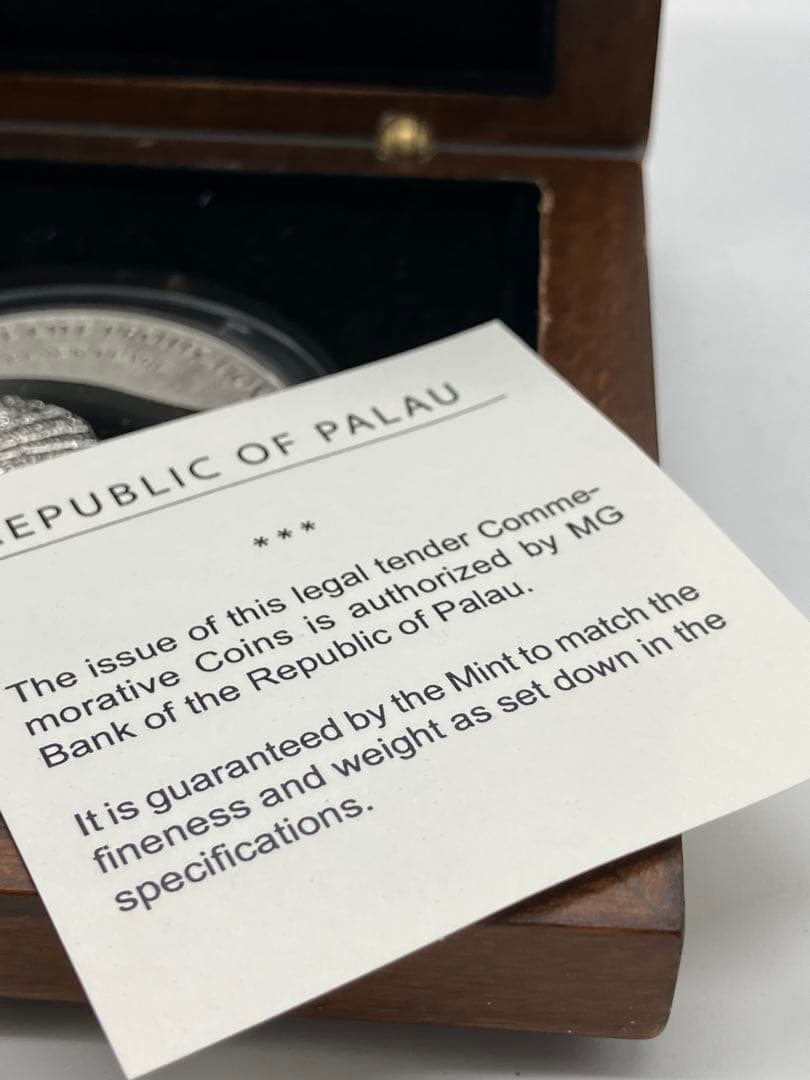 REPUBLIC OF PALAU
***
The issue of this legal tender Comme-
morative Coins is authorized by MG
Bank of the Republic of Palau.
It is guaranteed by the Mint to match the
fineness and weight as set down in the
specifications.